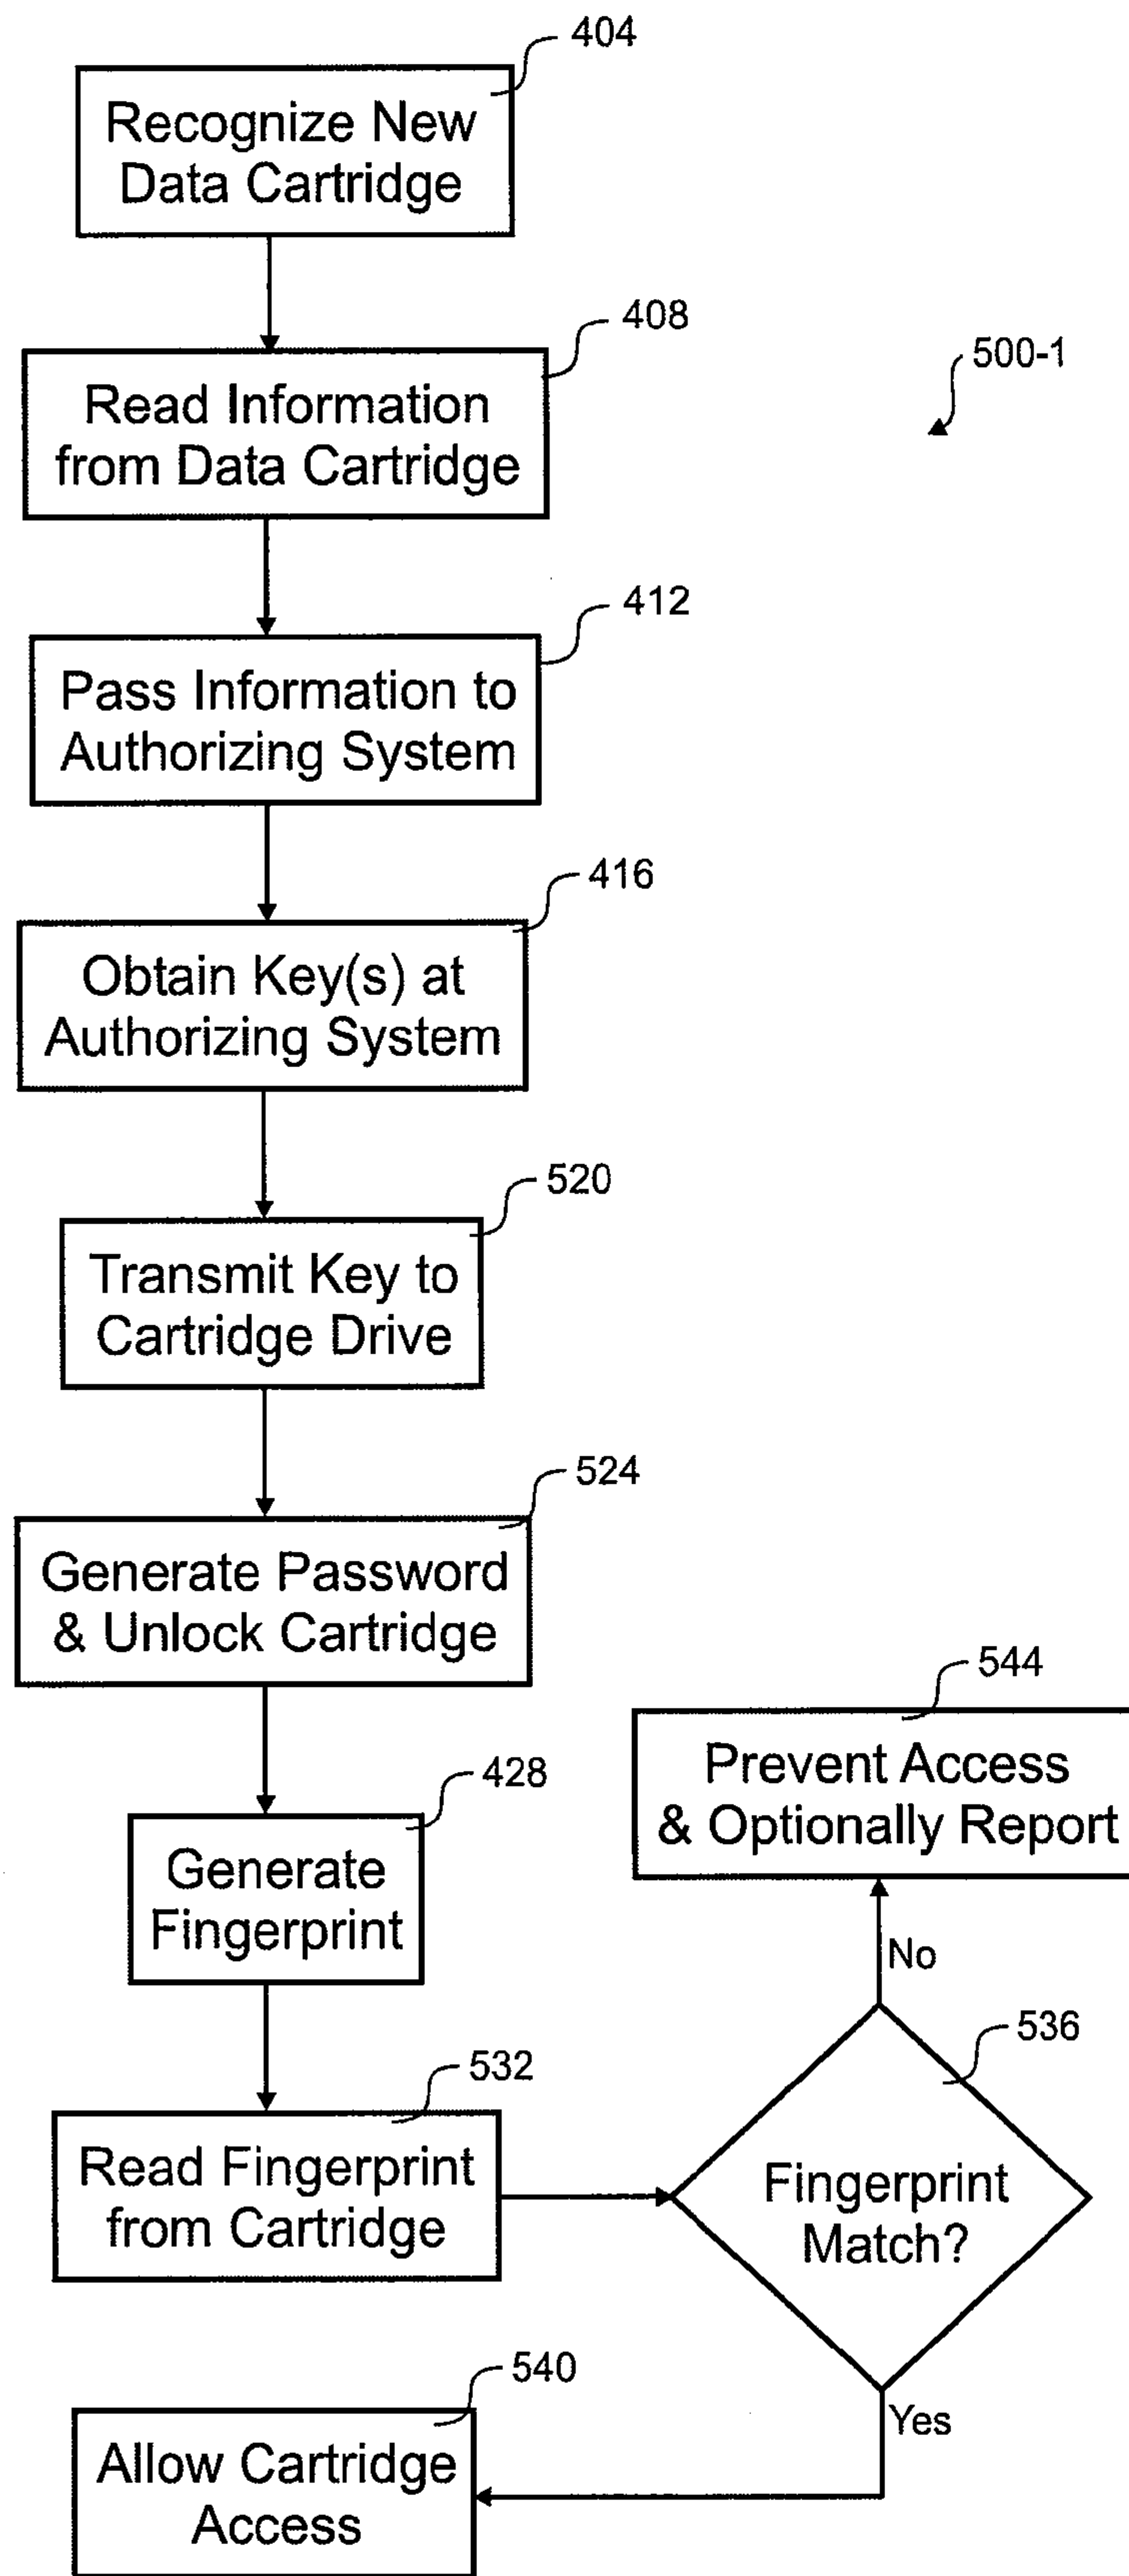 404
Recognize New
Data Cartridge
408
Read Information
from Data Cartridge
500-1
412
Pass Information to
Authorizing System
416
Obtain Key(s) at
Authorizing System
520
Transmit Key to
Cartridge Drive
524
Generate Password
& Unlock Cartridge
428
Generate
Fingerprint
532
Read Fingerprint
from Cartridge
536
Fingerprint
Match?
No
544
Prevent Access
& Optionally Report
Yes
540
Allow Cartridge
Access